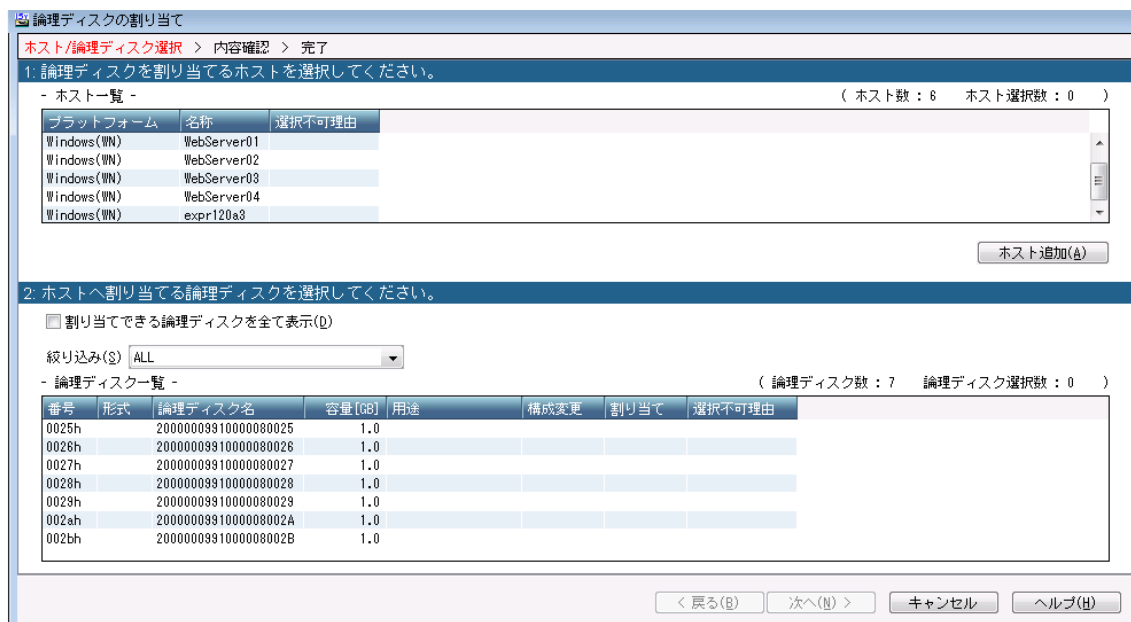 論理ディスクの割り当て
ホスト/論理ディスク選択 > 内容確認 > 完了
1: 論理ディスクを割り当てるホストを選択してください。
- ホスト一覧 - ( ホスト数 : 6 ホスト選択数 : 0 )
プラットフォーム 名称 選択不可理由
Windows(WN) WebServer01
Windows(WN) WebServer02
Windows(WN) WebServer03
Windows(WN) WebServer04
Windows(WN) expr120a3
ホスト追加(A)
2: ホストへ割り当てる論理ディスクを選択してください。
割り当てできる論理ディスクを全て表示(D)
絞り込み(S) ALL
- 論理ディスク一覧 - ( 論理ディスク数 : 7 論理ディスク選択数 : 0 )
番号 形式 論理ディスク名 容量[GB] 用途 構成変更 割り当て 選択不可理由
0025h 20000009910000080025 1.0
0026h 20000009910000080026 1.0
0027h 20000009910000080027 1.0
0028h 20000009910000080028 1.0
0029h 20000009910000080029 1.0
002ah 2000000991000008002A 1.0
002bh 2000000991000008002B 1.0
< 戻る(B) 次へ(N) > キャンセル ヘルプ(H)